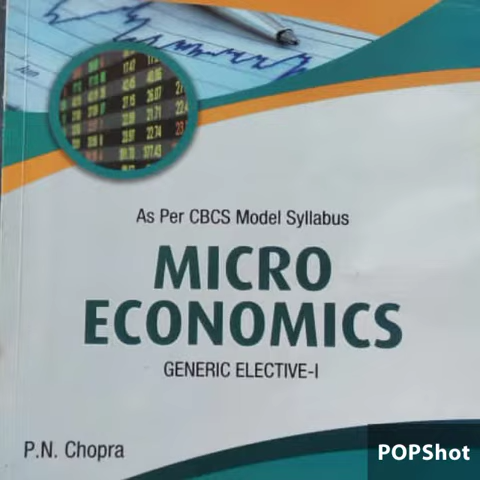 As Per CBCS Model Syllabus
MICRO
ECONOMICS
GENERIC ELECTIVE-I
P.N. Chopra
POPShot